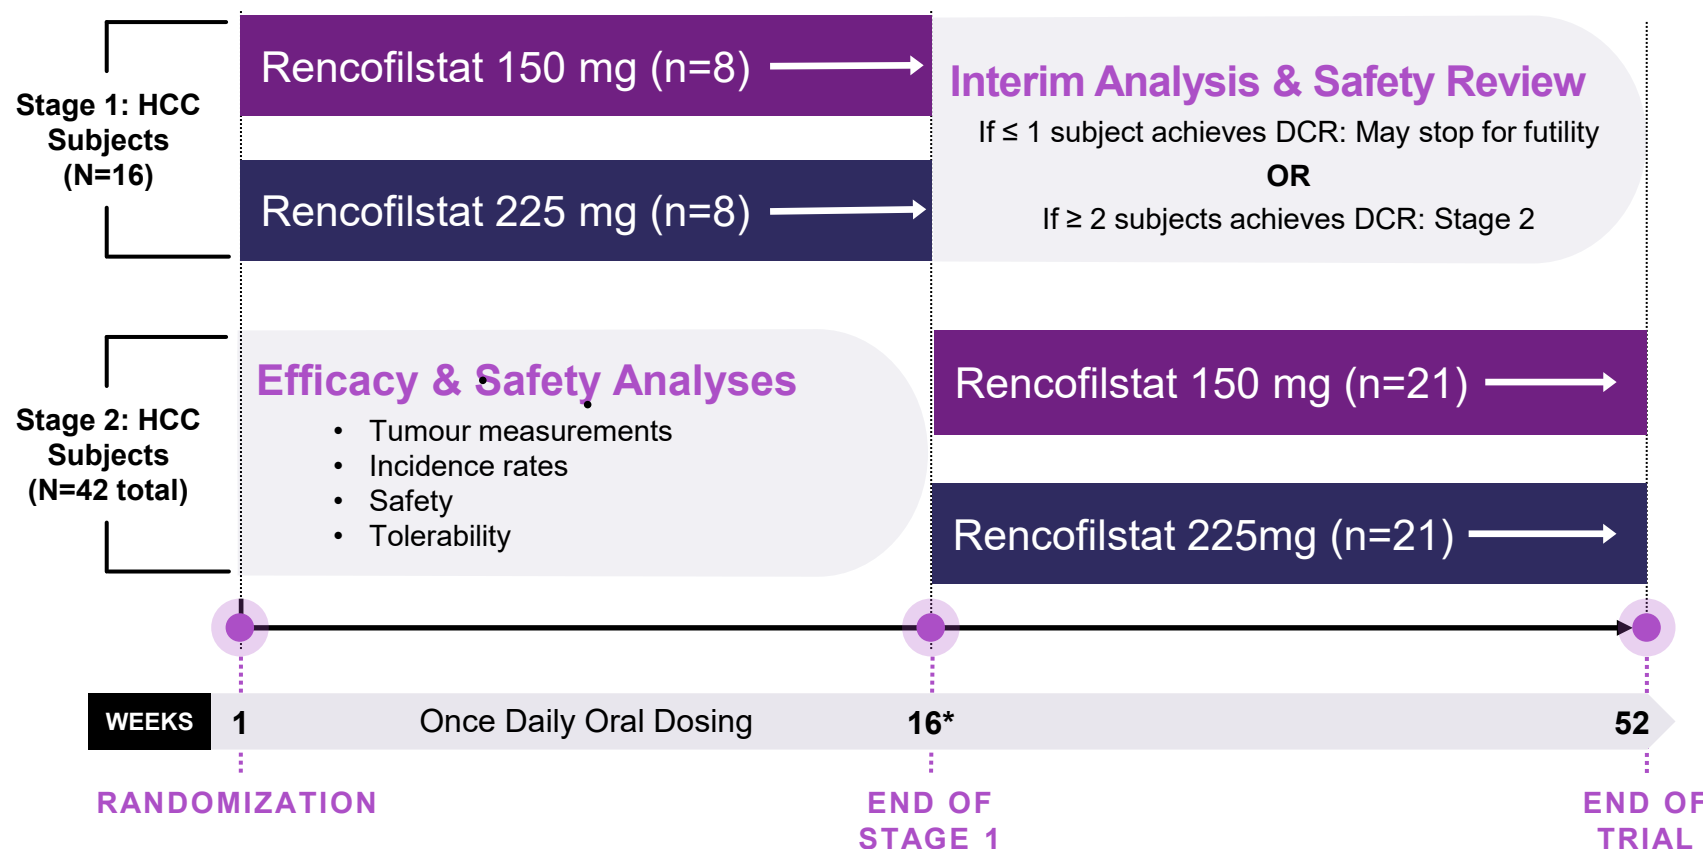 Stage 1: HCC
Subjects
(N=16)
Rencofilstat 150 mg (n=8)
Rencofilstat 225 mg (n=8)
Interim Analysis & Safety Review
If ≤ 1 subject achieves DCR: May stop for futility
OR
If ≥ 2 subjects achieves DCR: Stage 2
Stage 2: HCC
Subjects
(N=42 total)
Efficacy & Safety Analyses
• Tumour measurements
• Incidence rates
• Safety
• Tolerability
Rencofilstat 150 mg (n=21)
Rencofilstat 225mg (n=21)
WEEKS 1 Once Daily Oral Dosing 16* 52
RANDOMIZATION
END OF
STAGE 1
END OF
TRIAL